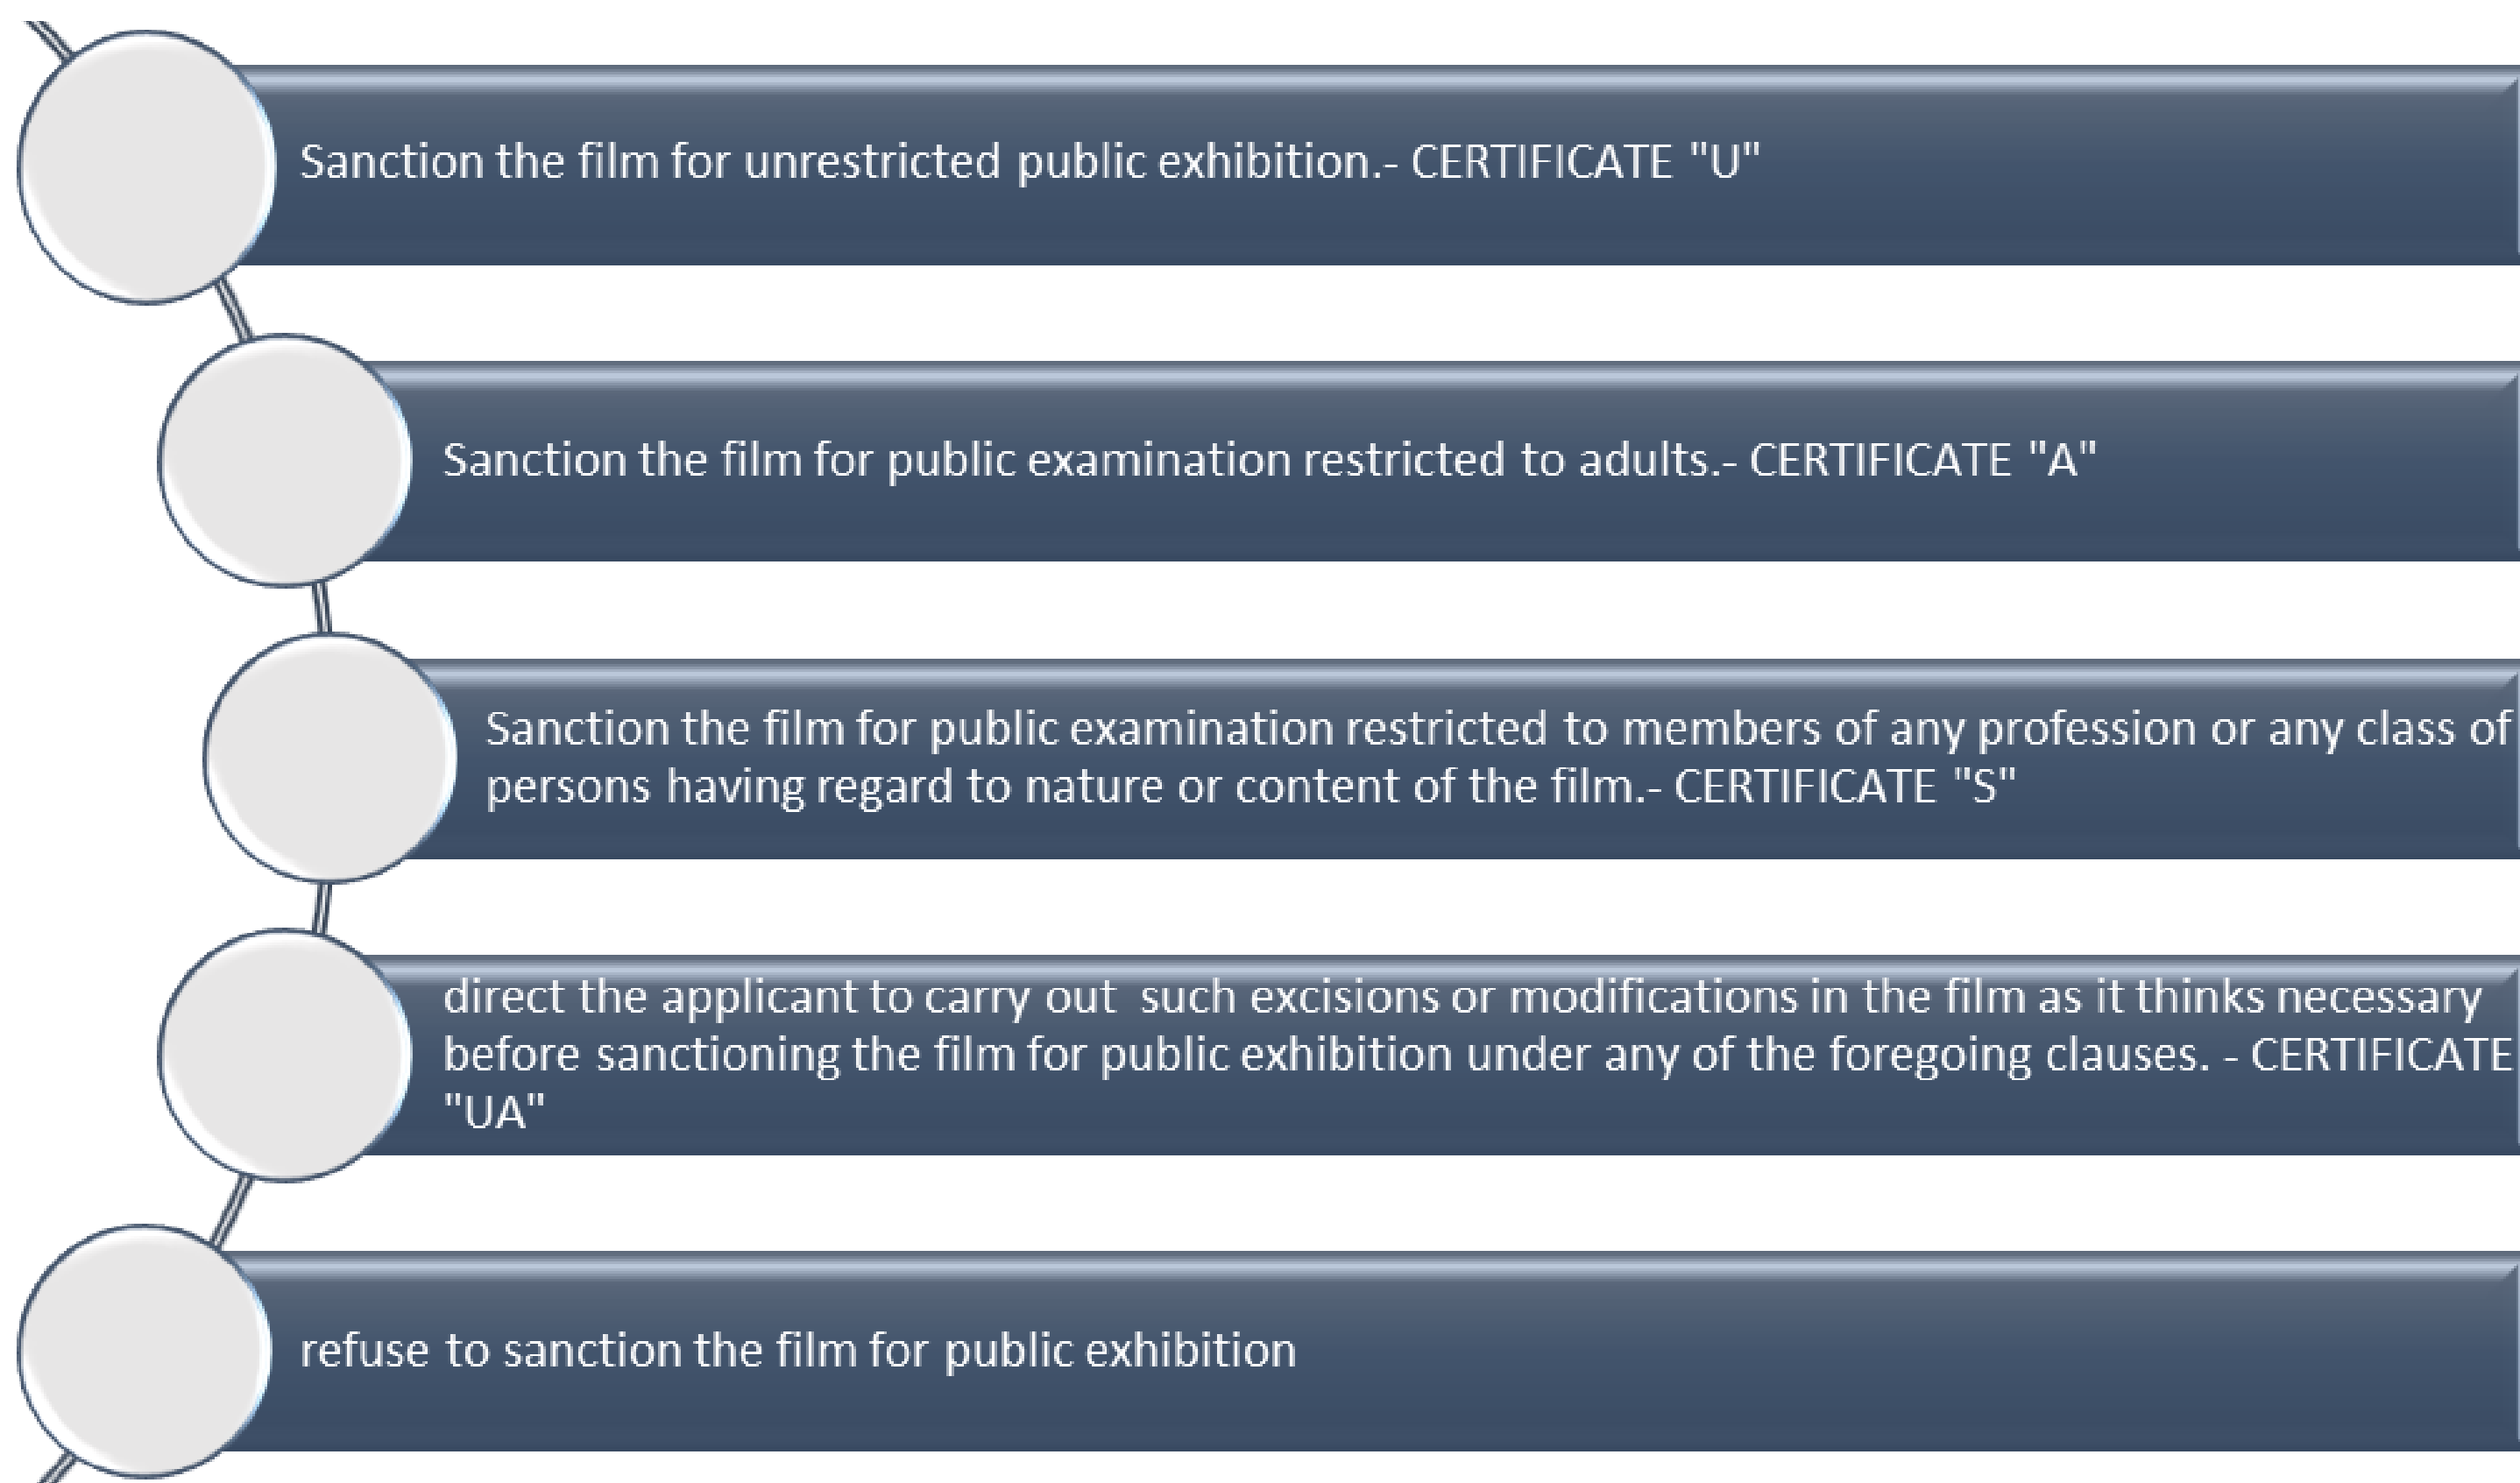 Sanction the film for unrestricted public exhibition.- CERTIFICATE "U"
Sanction the film for public examination restricted to adults.- CERTIFICATE "A"
Sanction the film for public examination restricted to members of any profession or any class of
persons having regard to nature or content of the film.- CERTIFICATE "S"
direct the applicant to carry out  such excisions or modifications in the film as it thinks necessary
before sanctioning the film for public exhibition under any of the foregoing clauses. - CERTIFICATE
"UA"
refuse to sanction the film for public exhibition